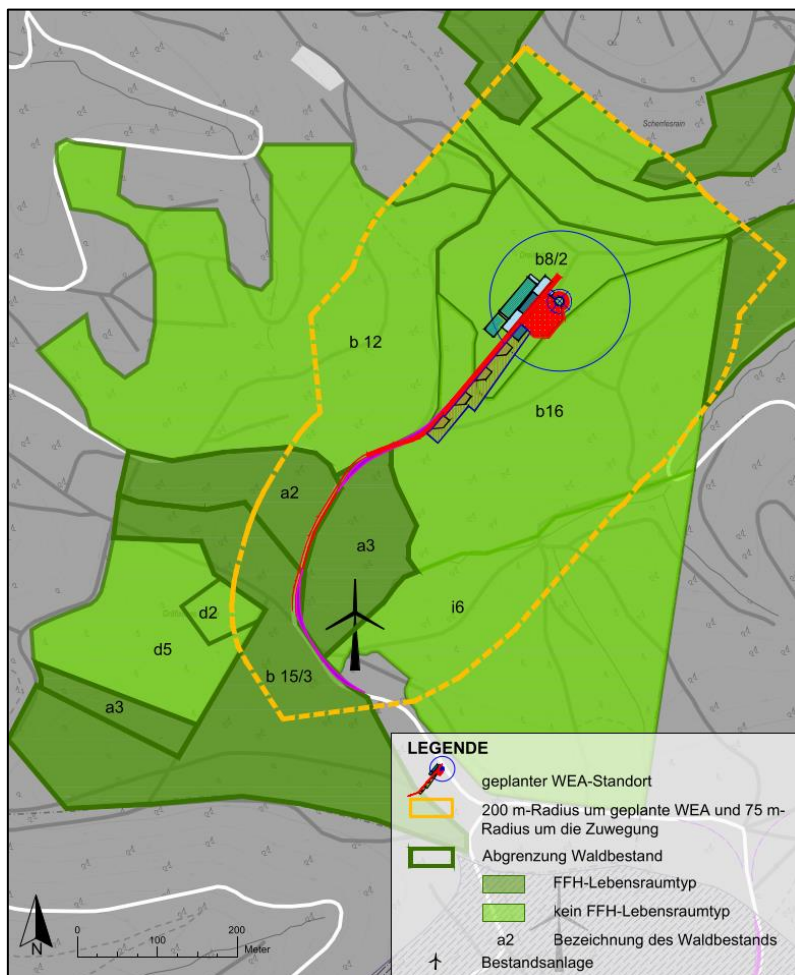 Scherrlesrain
b8/2
b 12
b16
a2
a3
i6
d2
d5
b 15/3
a3
LEGENDE
geplanter WEA-Standort
200 m-Radius um geplante WEA und 75 m-
Radius um die Zuwegung
Abgrenzung Waldbestand
FFH-Lebensraumtyp
kein FFH-Lebensraumtyp
a2 Bezeichnung des Waldbestands
Bestandsanlage
N
0 100 200
Meter